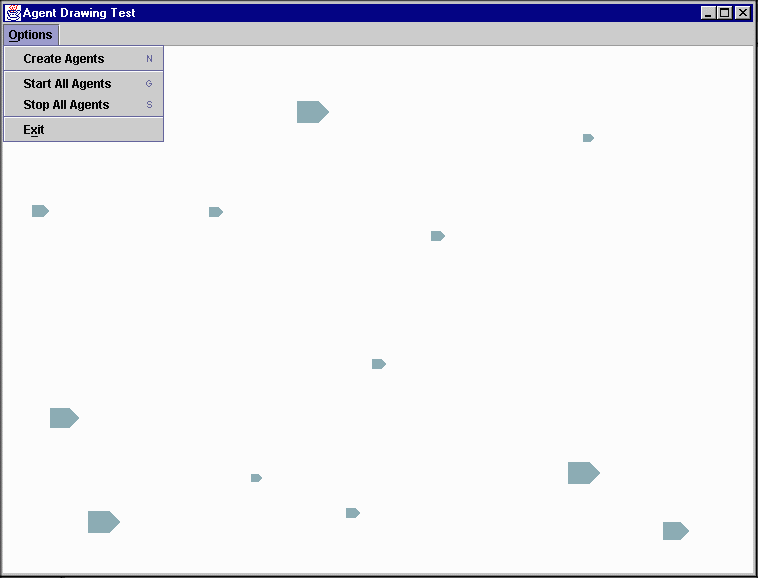 Agent Drawing Test
Options
Create Agents N
Start All Agents G
Stop All Agents S
Exit